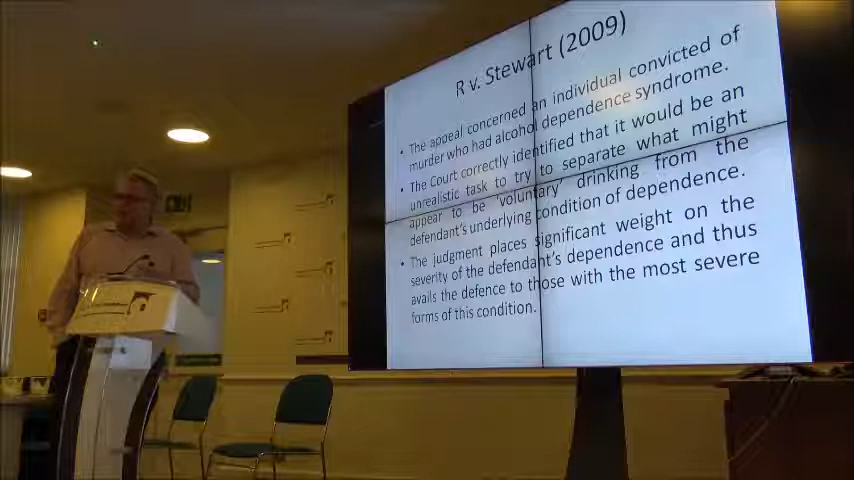 R v. Stewart (2009)
• The appeal concerned an individual convicted of
murder who had alcohol dependence syndrome.
• The Court correctly identified that it would be an
unrealistic task to try to separate what might
appear to be 'voluntary' drinking from the
defendant's underlying condition of dependence.
• The judgment places significant weight on the
severity of the defendant's dependence and thus
avails the defence to those with the most severe
forms of this condition.